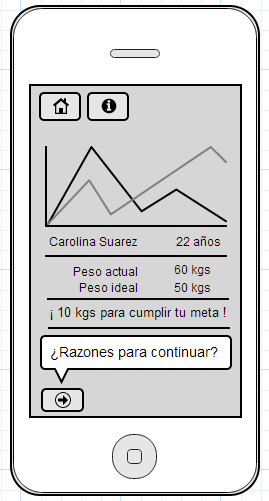 Carolina Suarez 22 años
Peso actual 60 kgs
Peso ideal 50 kgs
¡ 10 kgs para cumplir tu meta !
¿Razones para continuar?